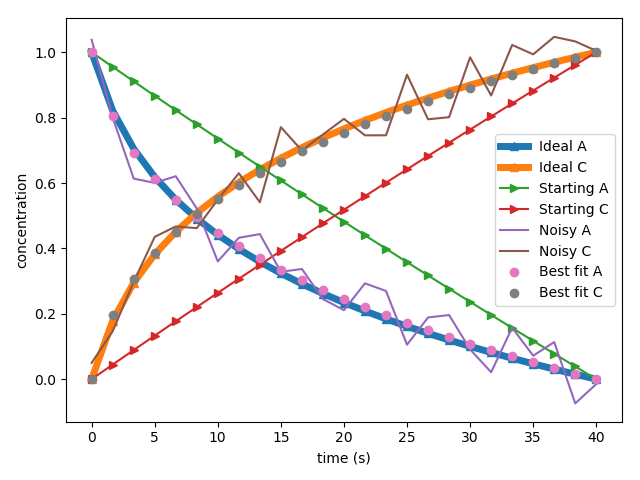 1.0
0.8
0.6
0.4
0.2
0.0
concentration
Ideal A
Ideal C
Starting A
Starting C
Noisy A
Noisy C
Best fit A
Best fit C
0 5 10 15 20 25 30 35 40
time (s)